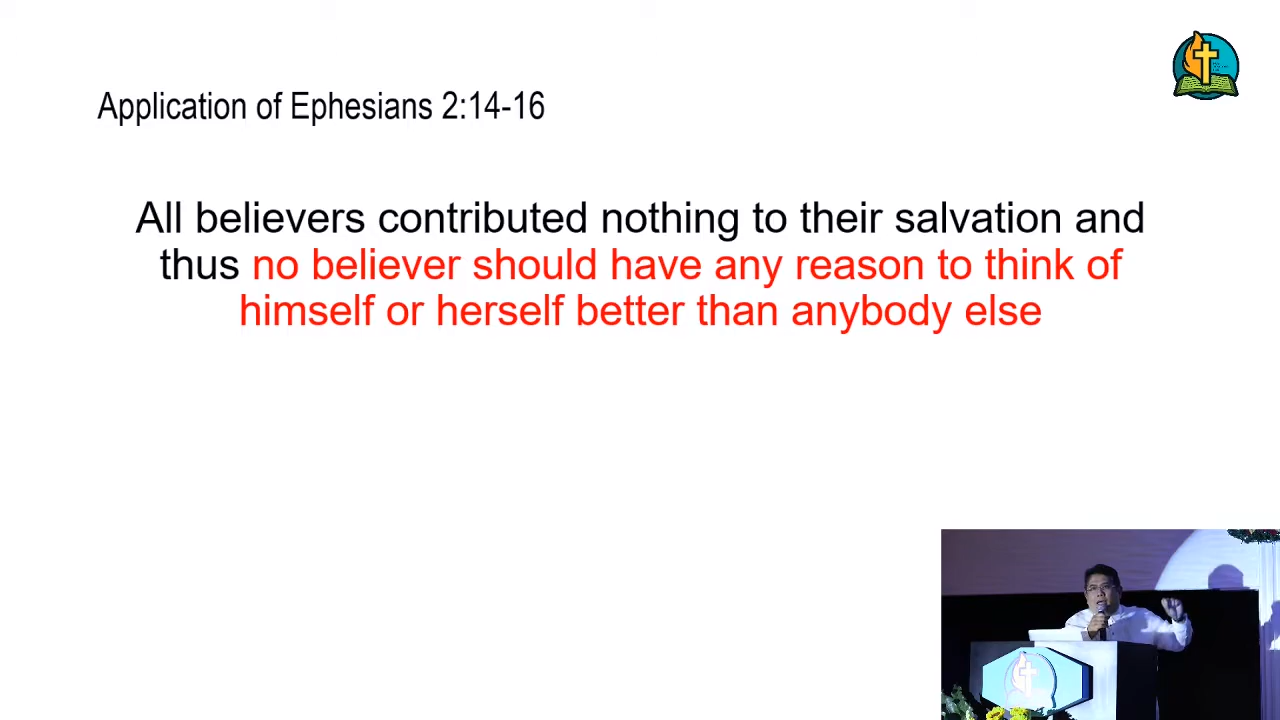 Application of Ephesians 2:14-16
All believers contributed nothing to their salvation and
thus no believer should have any reason to think of
himself or herself better than anybody else